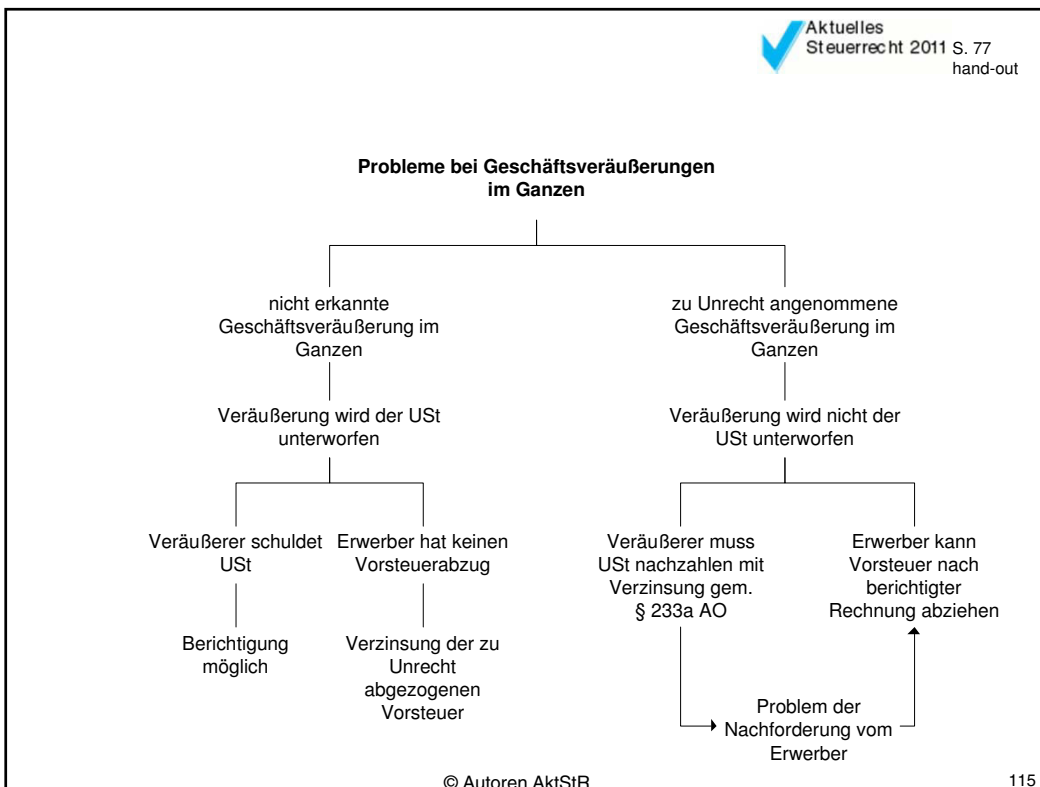 Aktuelles
Steuerrecht 2011 S. 77
hand-out
Probleme bei Geschäftsveräußerungen
im Ganzen
nicht erkannte
Geschäftsveräußerung im
Ganzen
zu Unrecht angenommene
Geschäftsveräußerung im
Ganzen
Veräußerung wird der USt
unterworfen
Veräußerung wird nicht der
USt unterworfen
Veräußerer schuldet
USt
Erwerber hat keinen
Vorsteuerabzug
Veräußerer muss
USt nachzahlen mit
Verzinsung gem.
§ 233a AO
Erwerber kann
Vorsteuer nach
berichtigter
Rechnung abziehen
Berichtigung
möglich
Verzinsung der zu
Unrecht
abgezogenen
Vorsteuer
Problem der
Nachforderung vom
Erwerber
© Autoren AktStR
115